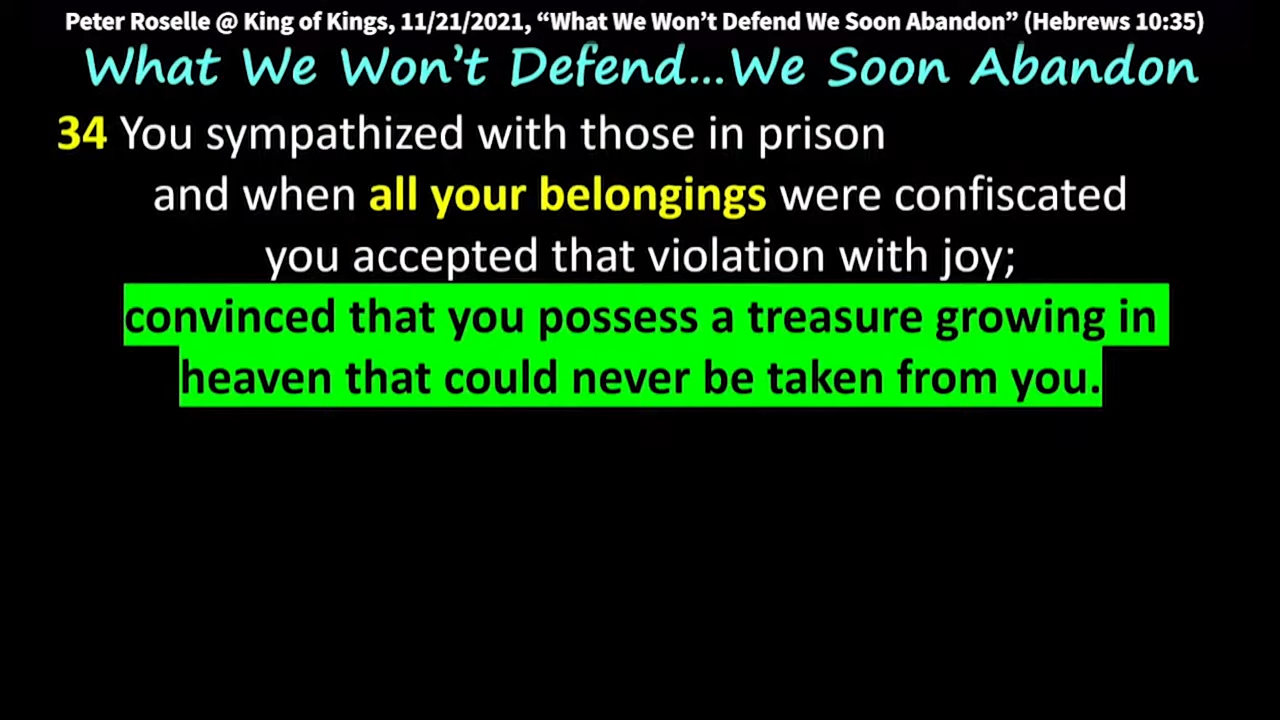 Peter Roselle @ King of Kings, 11/21/2021, “What We Won’t Defend We Soon Abandon” (Hebrews 10:35)
What We Won’t Defend...We Soon Abandon
34 You sympathized with those in prison
and when all your belongings were confiscated
you accepted that violation with joy;
convinced that you possess a treasure growing in
heaven that could never be taken from you.